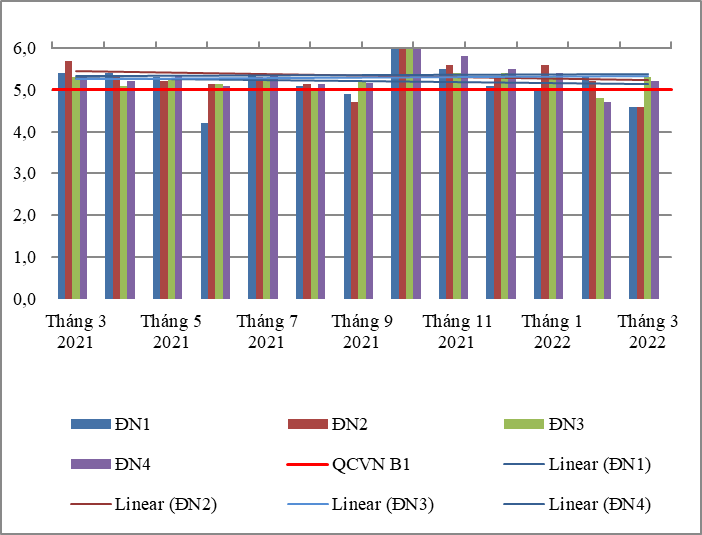 6,0
5,0
4,0
3,0
2,0
1,0
0,0
Tháng 3 Tháng 5 Tháng 7 Tháng 9 Tháng 11 Tháng 1 Tháng 3
2021 2021 2021 2021 2021 2022 2022
ĐN1 ĐN2 ĐN3
ĐN4 QCVN B1 Linear (ĐN1)
Linear (ĐN2) Linear (ĐN3) Linear (ĐN4)